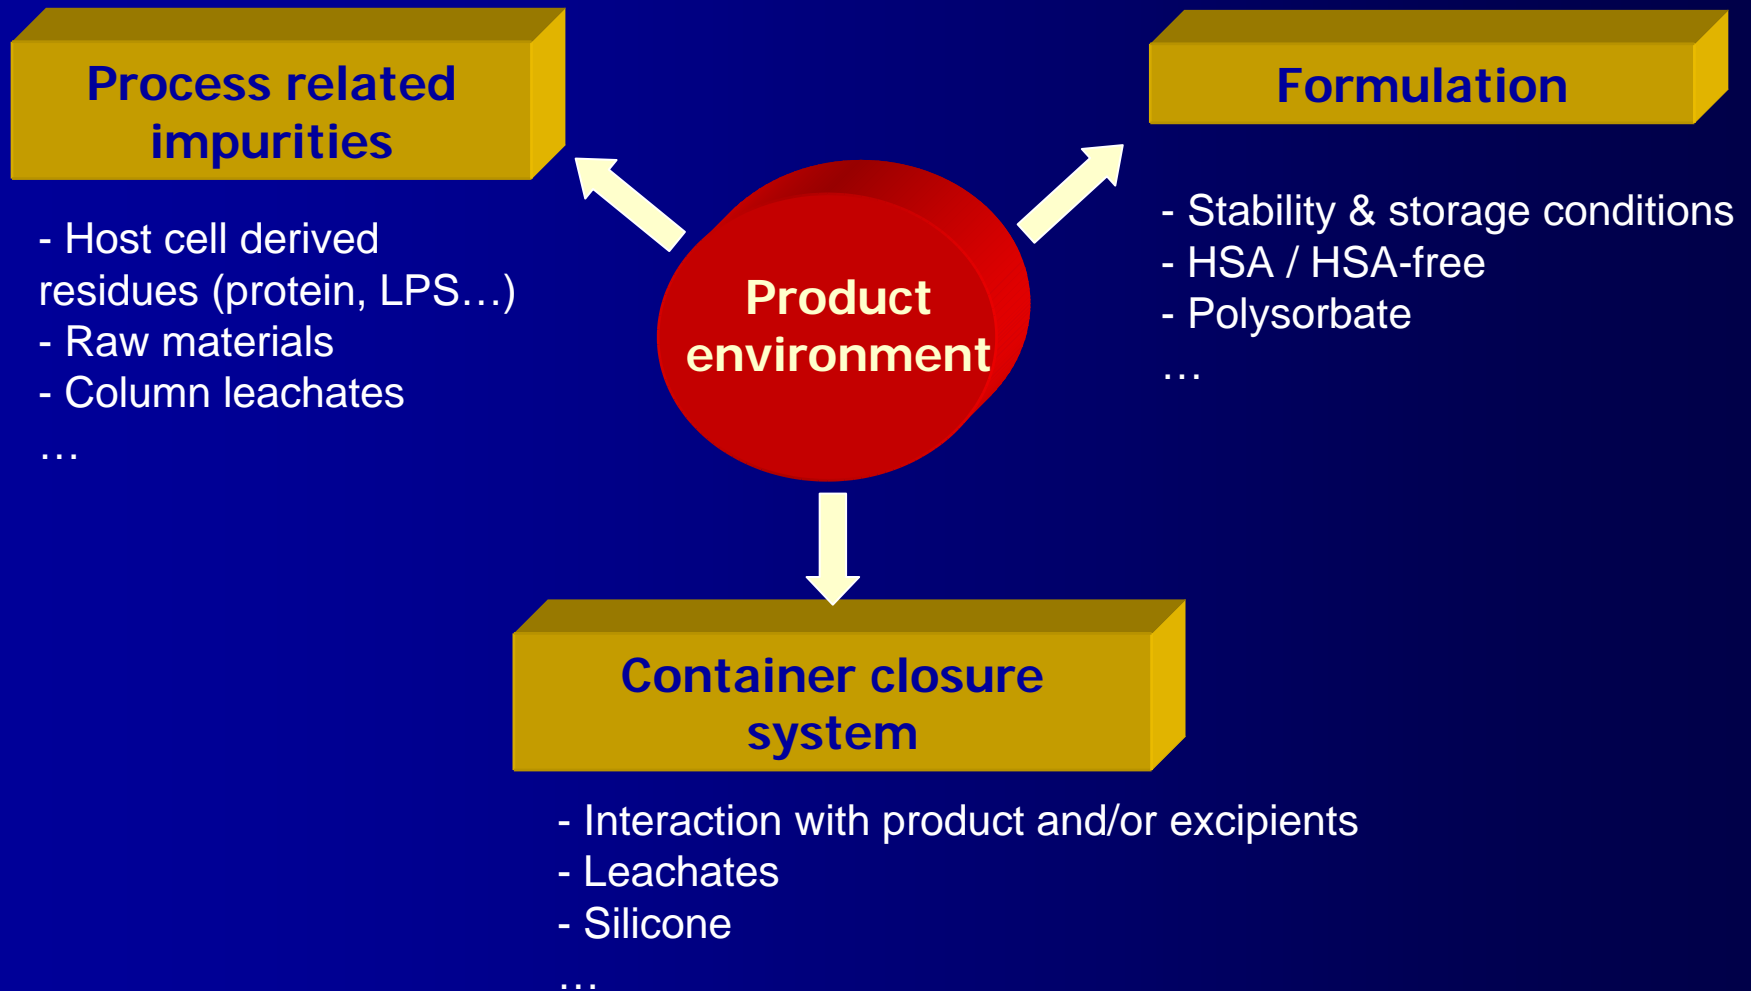 Process related
impurities
- Host cell derived
residues (protein, LPS…)
- Raw materials
- Column leachates
…
Product
environment
Formulation
- Stability & storage conditions
- HSA / HSA-free
- Polysorbate
…
Container closure
system
- Interaction with product and/or excipients
- Leachates
- Silicone
…